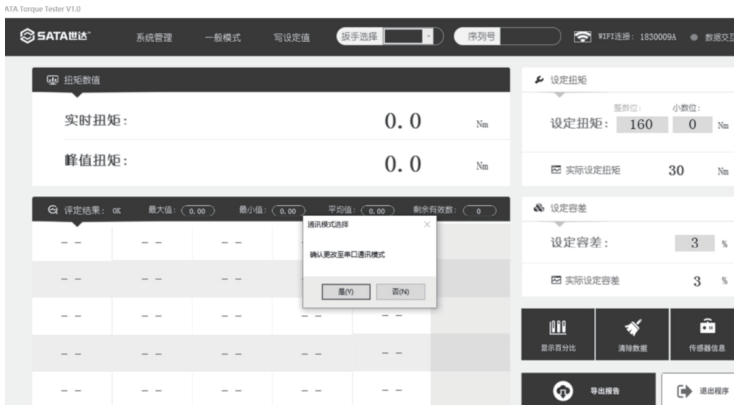 ATA Torque Tester V1.0
SATA世达 系统管理 一般模式 写设定值 扳手选择 序列号 WIFI连接: 1830009A 数据交互
扭矩数值 设定扭矩
整数位: 小数位:
实时扭矩: 0.0 Nm 设定扭矩: 160 0 Nm
峰值扭矩: 0.0 Nm 实际设定扭矩 30 Nm
评定结果: OK 最大值: 0.00 最小值: 0.00 平均值: 0.00 剩余有效数: 0 设定容差
通讯模式选择
确认更改至串口通讯模式
是(Y) 否(N)
设定容差: 3 %
实际设定容差 3 %
-- -- -- --
-- -- -- --
-- -- -- -- --
-- -- -- -- --
-- -- -- -- --
显示百分比 清除数据 传感器信息
导出报告 退出程序